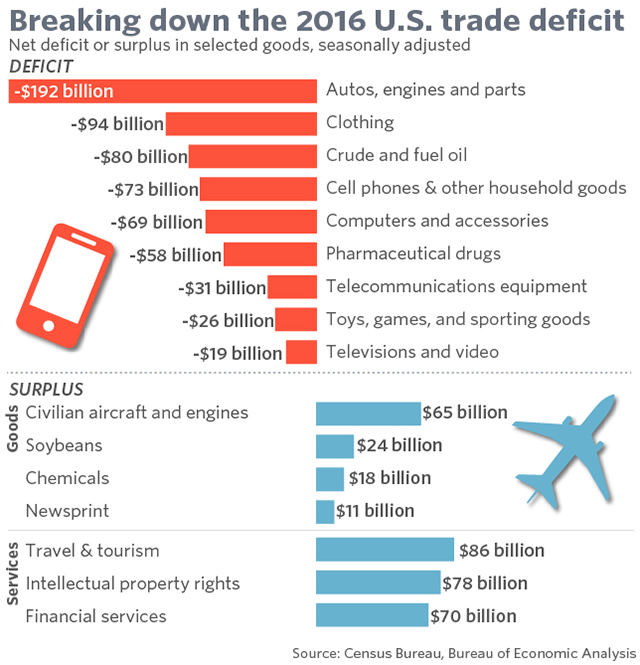 Breaking down the 2016 U.S. trade deficit
Net deficit or surplus in selected goods, seasonally adjusted
DEFICIT
-$192 billion Autos, engines and parts
-$94 billion Clothing
-$80 billion Crude and fuel oil
-$73 billion Cell phones & other household goods
-$69 billion Computers and accessories
-$58 billion Pharmaceutical drugs
-$31 billion Telecommunications equipment
-$26 billion Toys, games, and sporting goods
-$19 billion Televisions and video
SURPLUS
Goods
Civilian aircraft and engines $65 billion
Soybeans $24 billion
Chemicals $18 billion
Newsprint $11 billion
Services
Travel & tourism $86 billion
Intellectual property rights $78 billion
Financial services $70 billion
Source: Census Bureau, Bureau of Economic Analysis